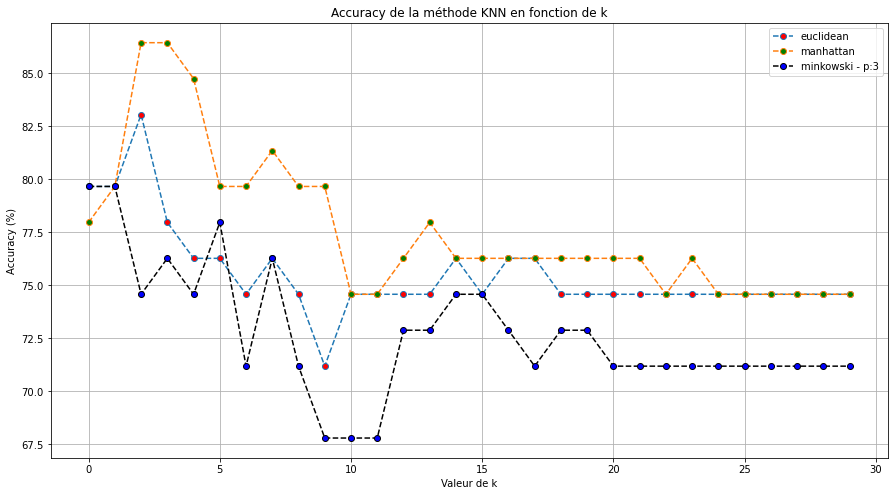 Accuracy de la méthode KNN en fonction de k
euclidean
manhattan
minkowski - p:3
Accuracy (%)
85.0
82.5
80.0
77.5
75.0
72.5
70.0
67.5
0 5 10 15 20 25 30
Valeur de k